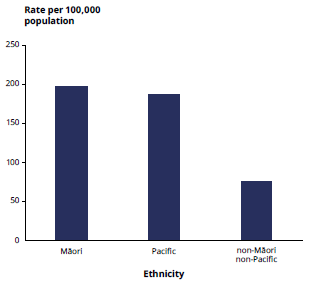 Rate per 100,000
population
250
200
150
100
50
0
Māori
Pacific
non-Māori
non-Pacific
Ethnicity